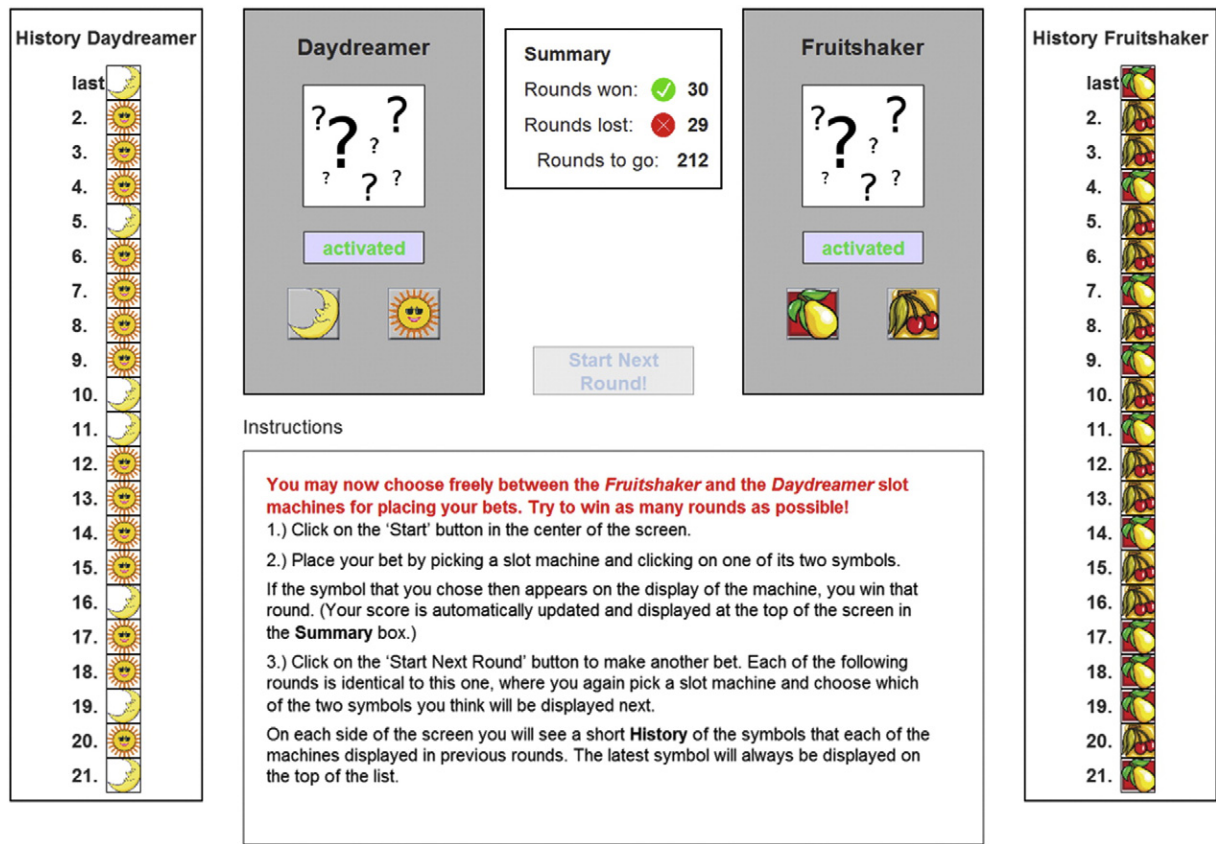 History Daydreamer
last
2.
3.
4.
5.
6.
7.
8.
9.
10.
11.
12.
13.
14.
15.
16.
17.
18.
19.
20.
21.
Daydreamer
? ? ? ? ? ? ?
activated
Summary
Rounds won: 30
Rounds lost: 29
Rounds to go: 212
Start Next
Round!
Fruitshaker
? ? ? ? ? ? ?
activated
Instructions
You may now choose freely between the Fruitshaker and the Daydreamer slot
machines for placing your bets. Try to win as many rounds as possible!
1.) Click on the ‘Start’ button in the center of the screen.
2.) Place your bet by picking a slot machine and clicking on one of its two symbols.
If the symbol that you chose then appears on the display of the machine, you win that
round. (Your score is automatically updated and displayed at the top of the screen in
the Summary box.)
3.) Click on the ‘Start Next Round’ button to make another bet. Each of the following
rounds is identical to this one, where you again pick a slot machine and choose which
of the two symbols you think will be displayed next.
On each side of the screen you will see a short History of the symbols that each of the
machines displayed in previous rounds. The latest symbol will always be displayed on
the top of the list.
History Fruitshaker
last
2.
3.
4.
5.
6.
7.
8.
9.
10.
11.
12.
13.
14.
15.
16.
17.
18.
19.
20.
21.